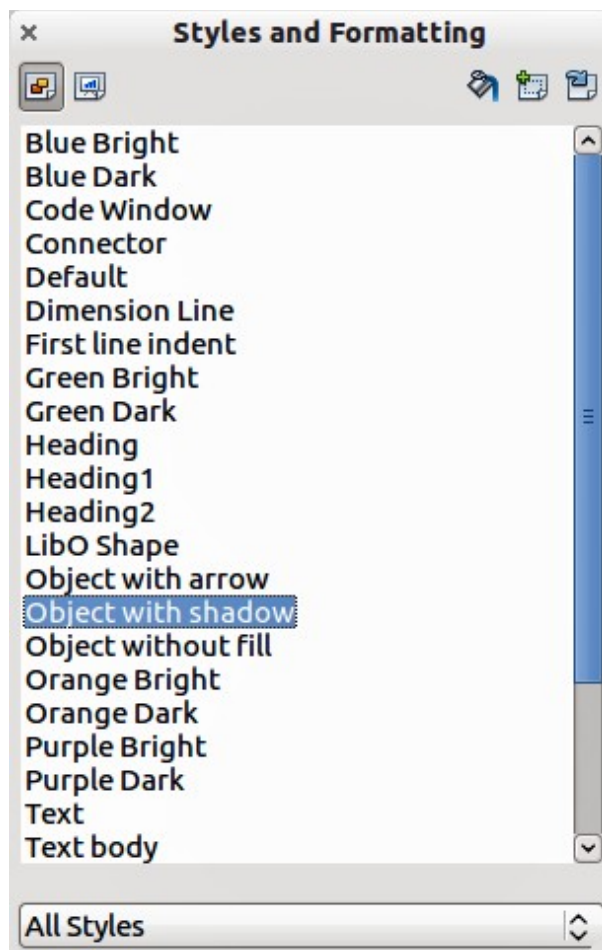 Styles and Formatting
Blue Bright
Blue Dark
Code Window
Connector
Default
Dimension Line
First line indent
Green Bright
Green Dark
Heading
Heading1
Heading2
LibO Shape
Object with arrow
Object with shadow
Object without fill
Orange Bright
Orange Dark
Purple Bright
Purple Dark
Text
Text body
All Styles